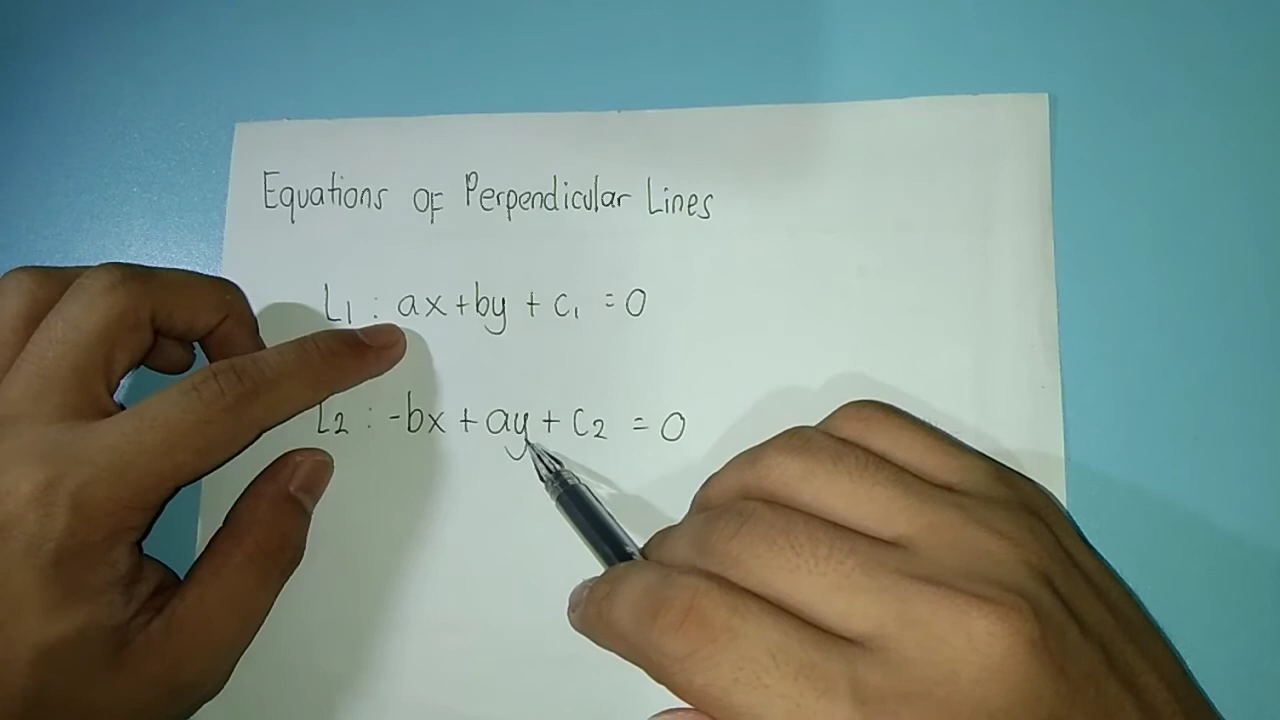 Equations of Perpendicular Lines
L₁ : ax + by + c₁ = 0
L₂ : -bx + ay + c₂ = 0